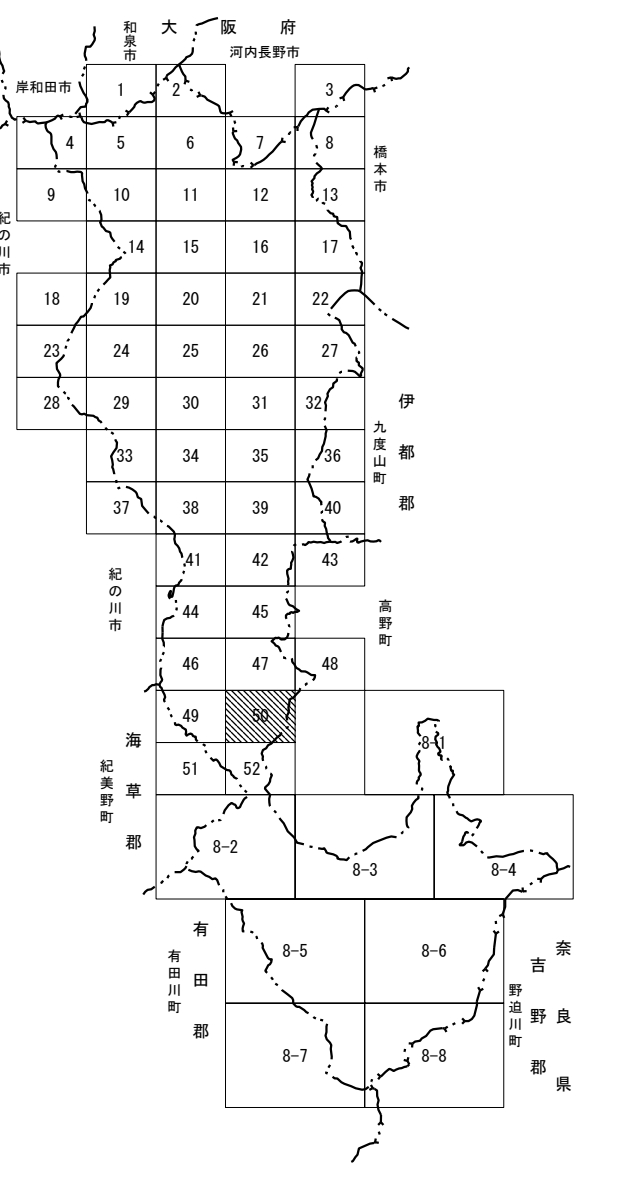 和泉市
大阪府
河内長野市
岸和田市
1 2 3
4 5 6 7 8
橋本市
9 10 11 12 13
紀の川市
14 15 16 17
18 19 20 21 22
23 24 25 26 27
28 29 30 31 32
伊都郡
九度山町
33 34 35 36
37 38 39 40
41 42 43
紀の川市
44 45
高野町
46 47 48
49 50
8-1
海草郡
紀美野町
51 52
8-2 8-3 8-4
有田郡
有田川町
8-5 8-6
奈良県
吉野郡
野迫川町
8-7 8-8